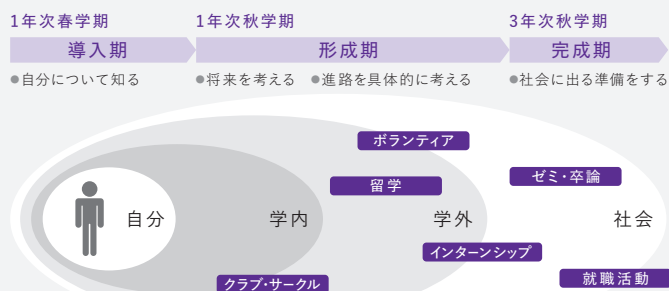 1年次春学期 1年次秋学期 3年次秋学期
導入期 形成期 完成期
●自分について知る ●将来を考える ●進路を具体的に考える ●社会に出る準備をする
ボランティア
ゼミ・卒論
留学
自分 学内 学外 社会
インターンシップ
就職活動
クラブ・サークル